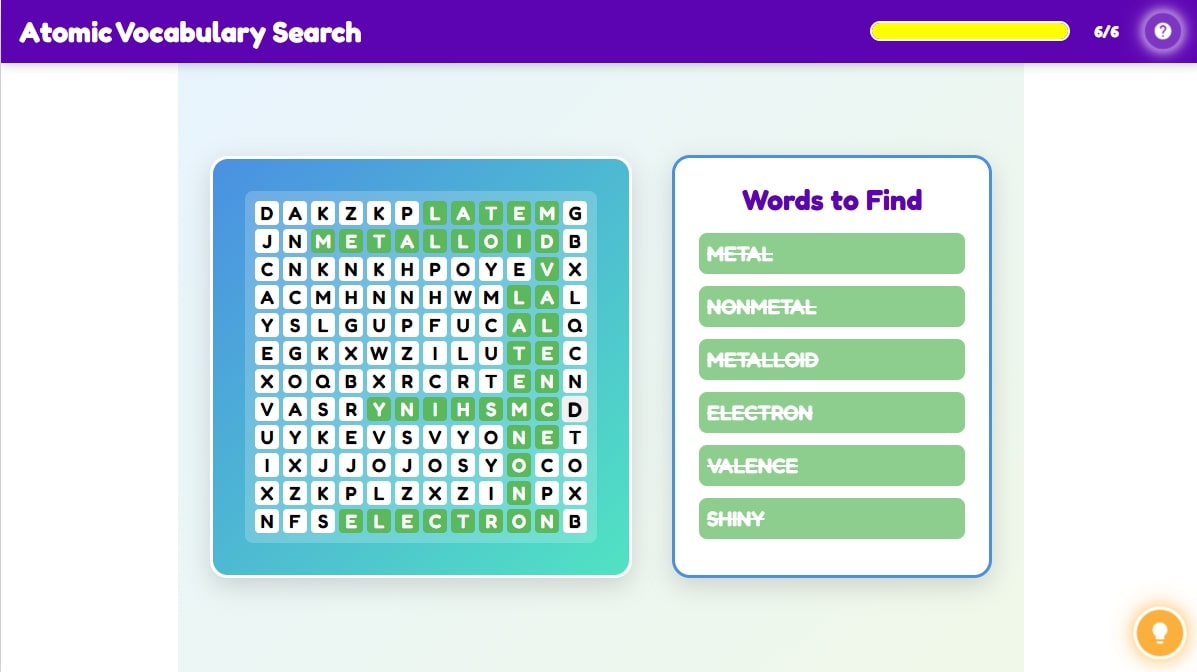 Atomic Vocabulary Search
6/6
?
Words to Find
D A K Z K P L A T E M G
J N M E T A L L O I D B
C N K N K H P O Y E V X
A C M H N N H W M L A L
Y S L G U P F U C A L Q
E G K X W Z I L U T E C
X O Q B X R C R T E N N
V A S R Y N I H S M C D
U Y K E V S V Y O N E T
I X J J O J O S Y O C O
X Z K P L Z X Z I N P X
N F S E L E C T R O N B
METAL
NONMETAL
METALLOID
ELECTRON
VALENCE
SHINY